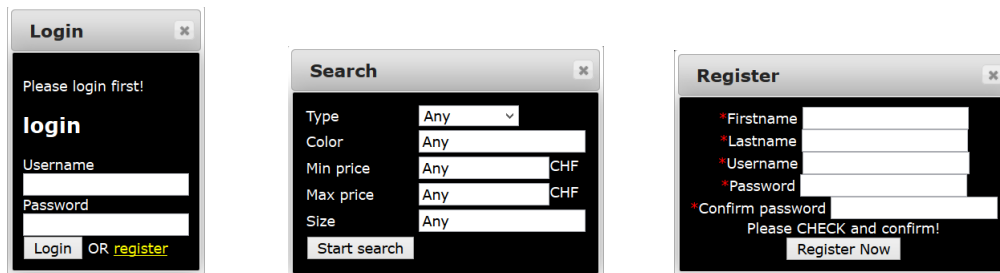 Login
Please login first!
login
Username
Password
Login OR register
Search
Type Any
Color Any
Min price Any CHF
Max price Any CHF
Size Any
Start search
Register
*Firstname
*Lastname
*Username
*Password
*Confirm password
Please CHECK and confirm!
Register Now